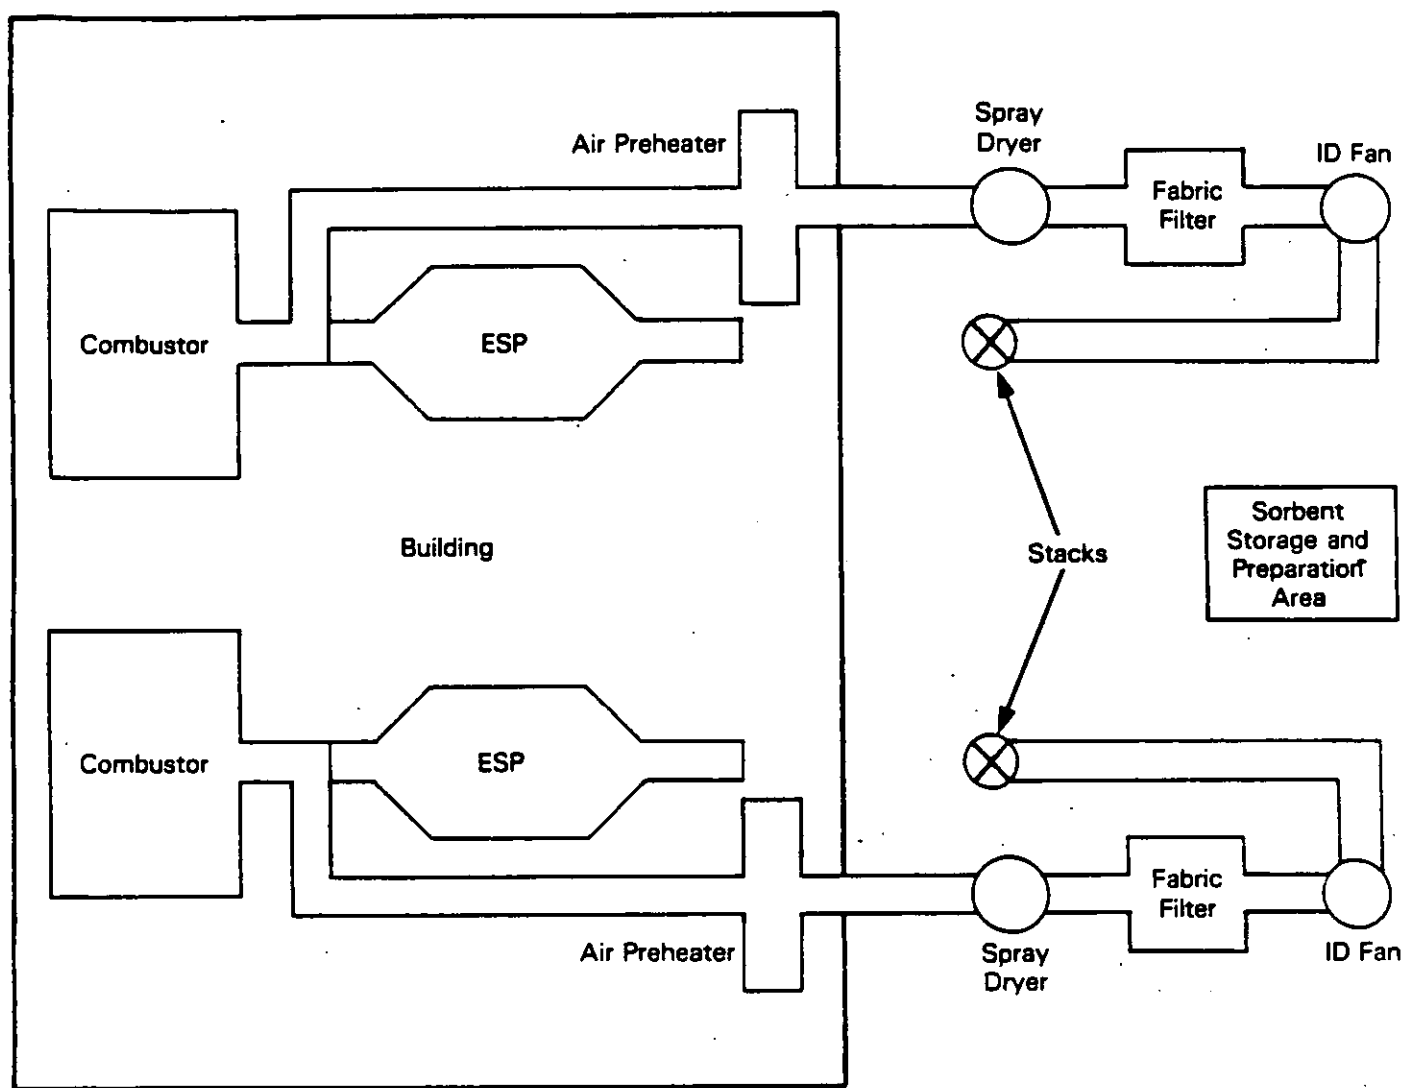 Spray
Dryer
Air Preheater
ID Fan
Fabric
Filter
Combustor
ESP
Sorbent
Storage and
Preparation
Area
Building
Stacks
Combustor
ESP
Fabric
Filter
Air Preheater
Spray
Dryer
ID Fan